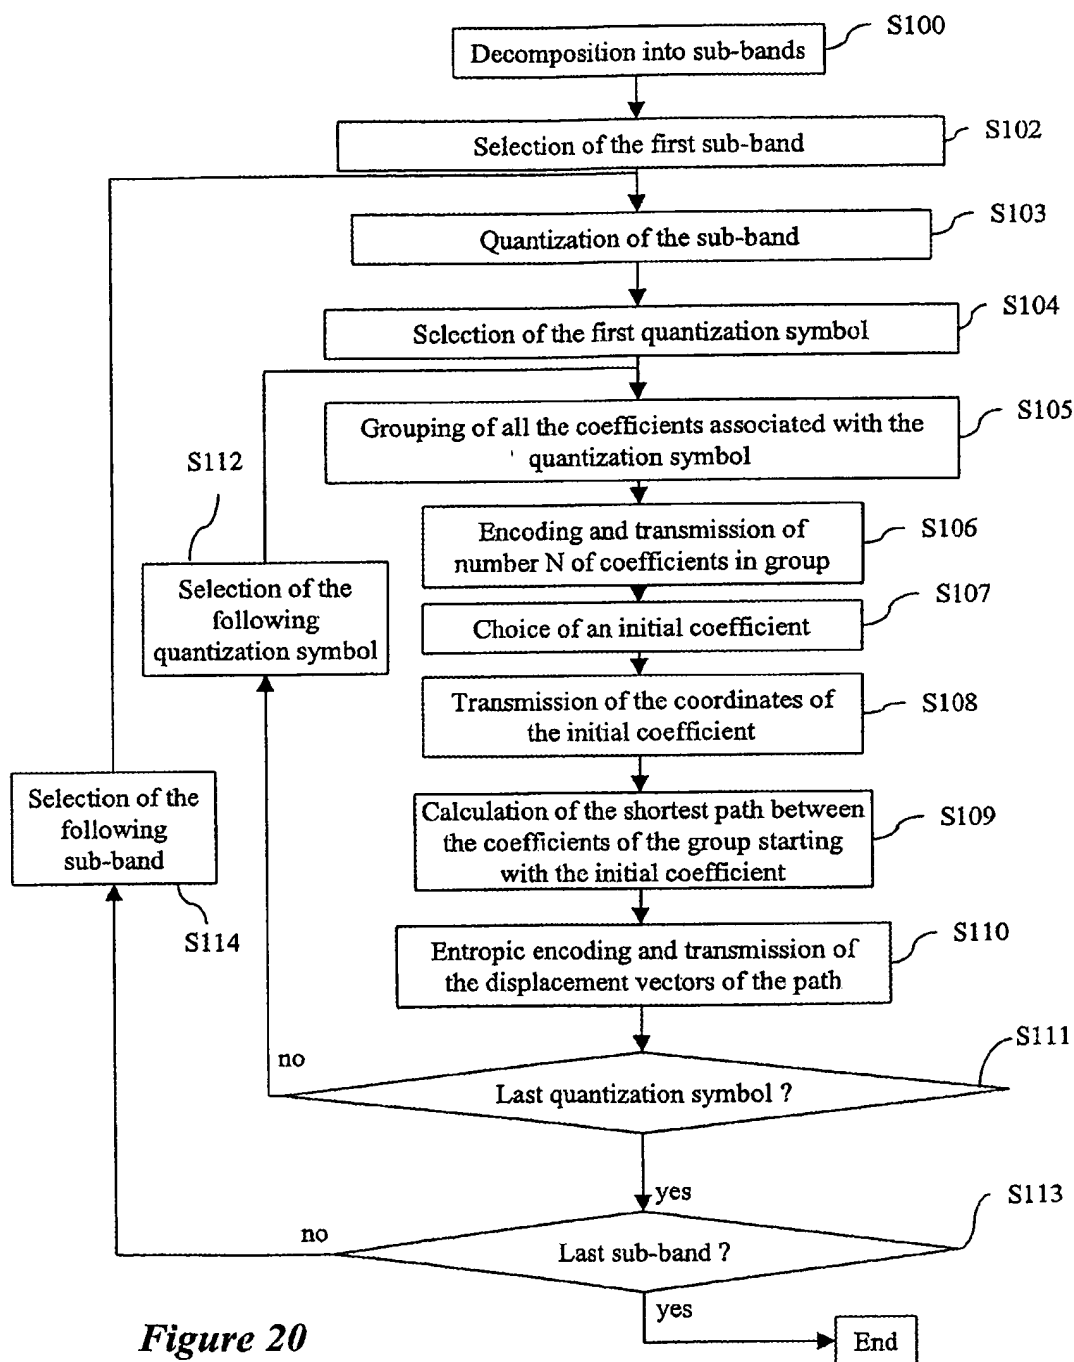 S100
Decomposition into sub-bands
S102
Selection of the first sub-band
S103
Quantization of the sub-band
S104
Selection of the first quantization symbol
S105
Grouping of all the coefficients associated with the
quantization symbol
S112
S106
Encoding and transmission of
number N of coefficients in group
Selection of the
following
quantization symbol
S107
Choice of an initial coefficient
S108
Transmission of the coordinates of
the initial coefficient
Selection of the
following
sub-band
S109
Calculation of the shortest path between
the coefficients of the group starting
with the initial coefficient
S114
S110
Entropic encoding and transmission of
the displacement vectors of the path
S111
no
Last quantization symbol ?
yes
S113
no
Last sub-band ?
yes
End
Figure 20